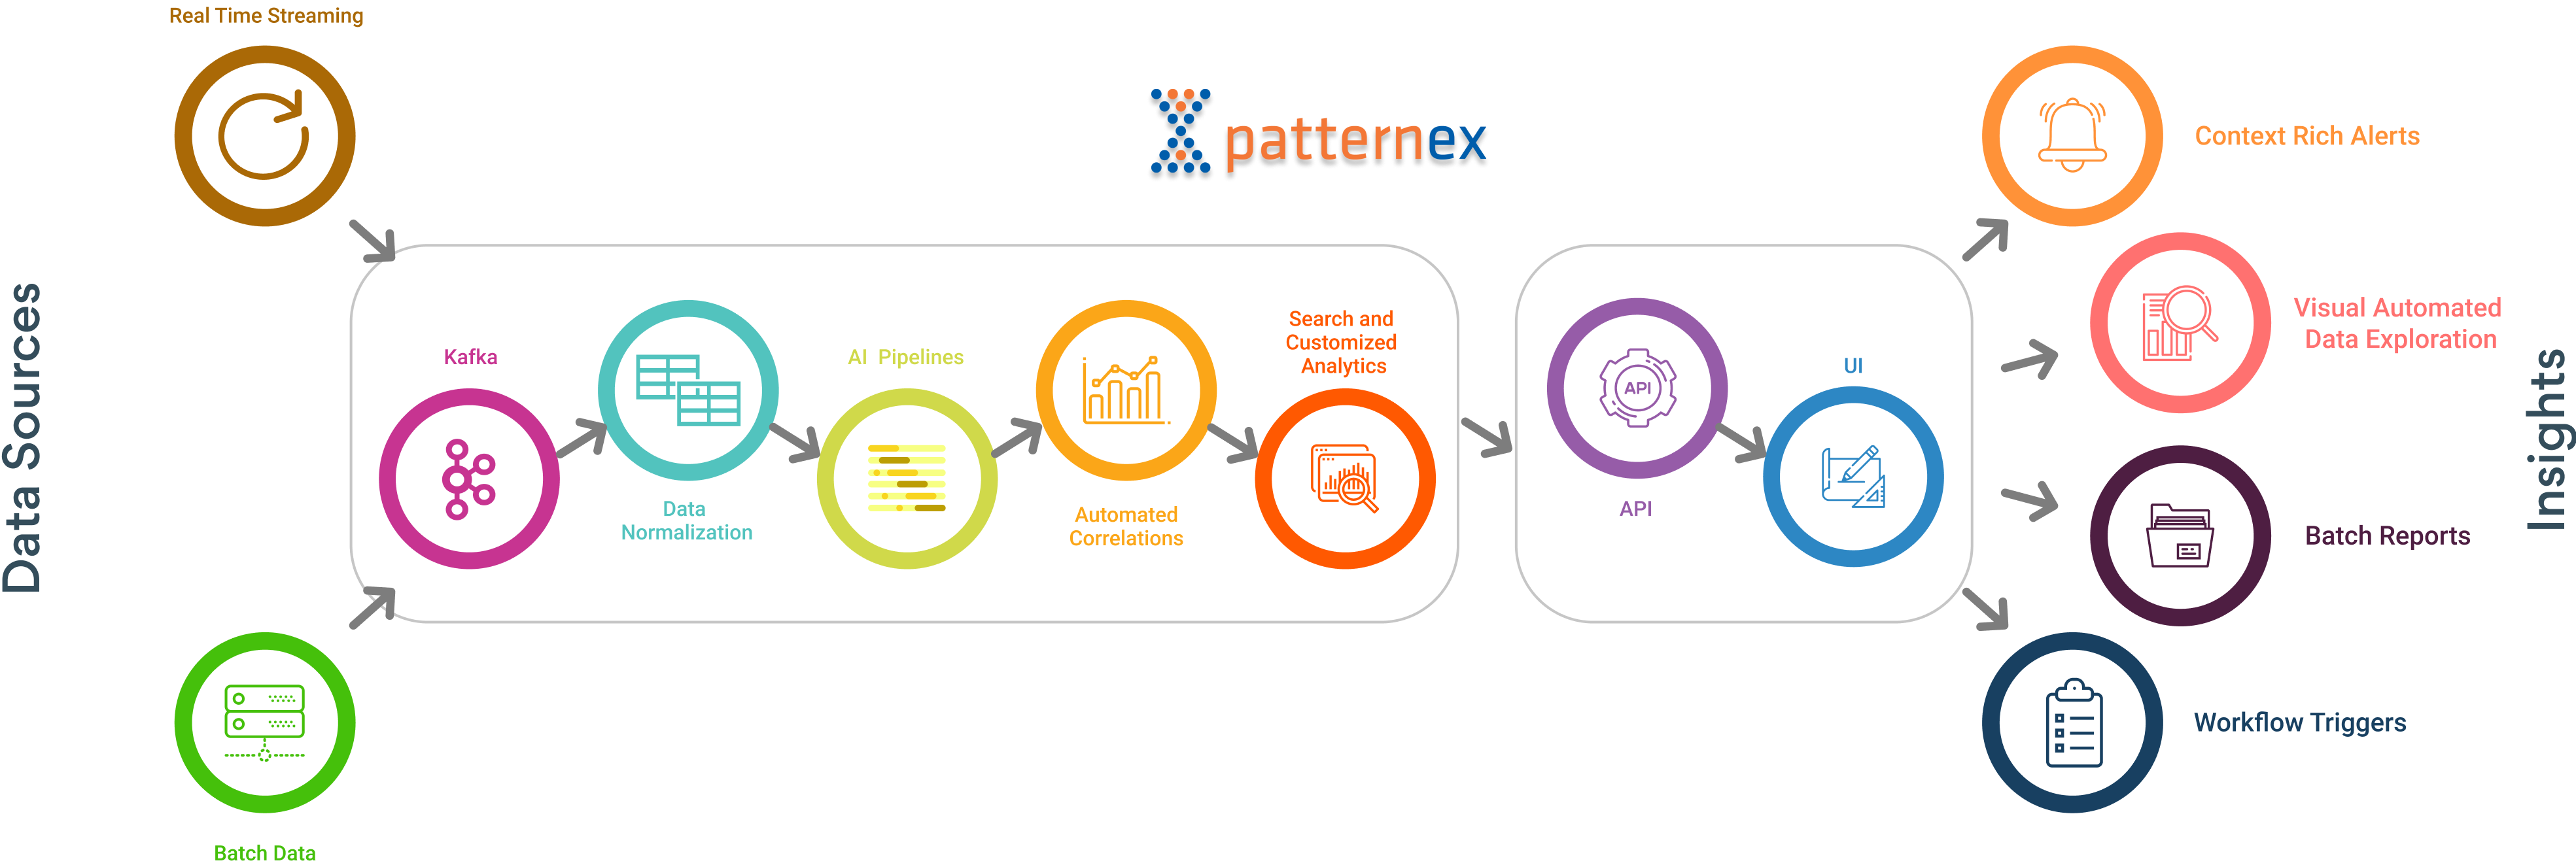 Real Time Streaming
Data Sources
Batch Data
patternex
Kafka
Data
Normalization
AI Pipelines
Automated
Correlations
Search and
Customized
Analytics
API
API
UI
Context Rich Alerts
Visual Automated
Data Exploration
Batch Reports
Workflow Triggers
Insights